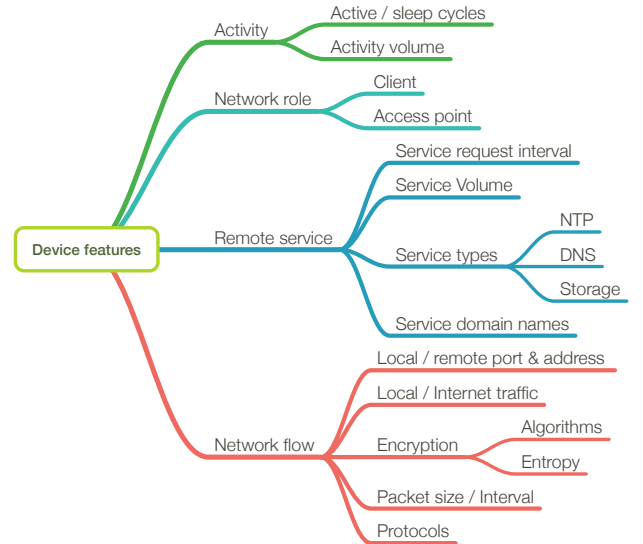 Device features
Activity
Active / sleep cycles
Activity volume
Network role
Client
Access point
Remote service
Service request interval
Service Volume
Service types
NTP
DNS
Storage
Service domain names
Network flow
Local / remote port & address
Local / Internet traffic
Encryption
Algorithms
Entropy
Packet size / Interval
Protocols